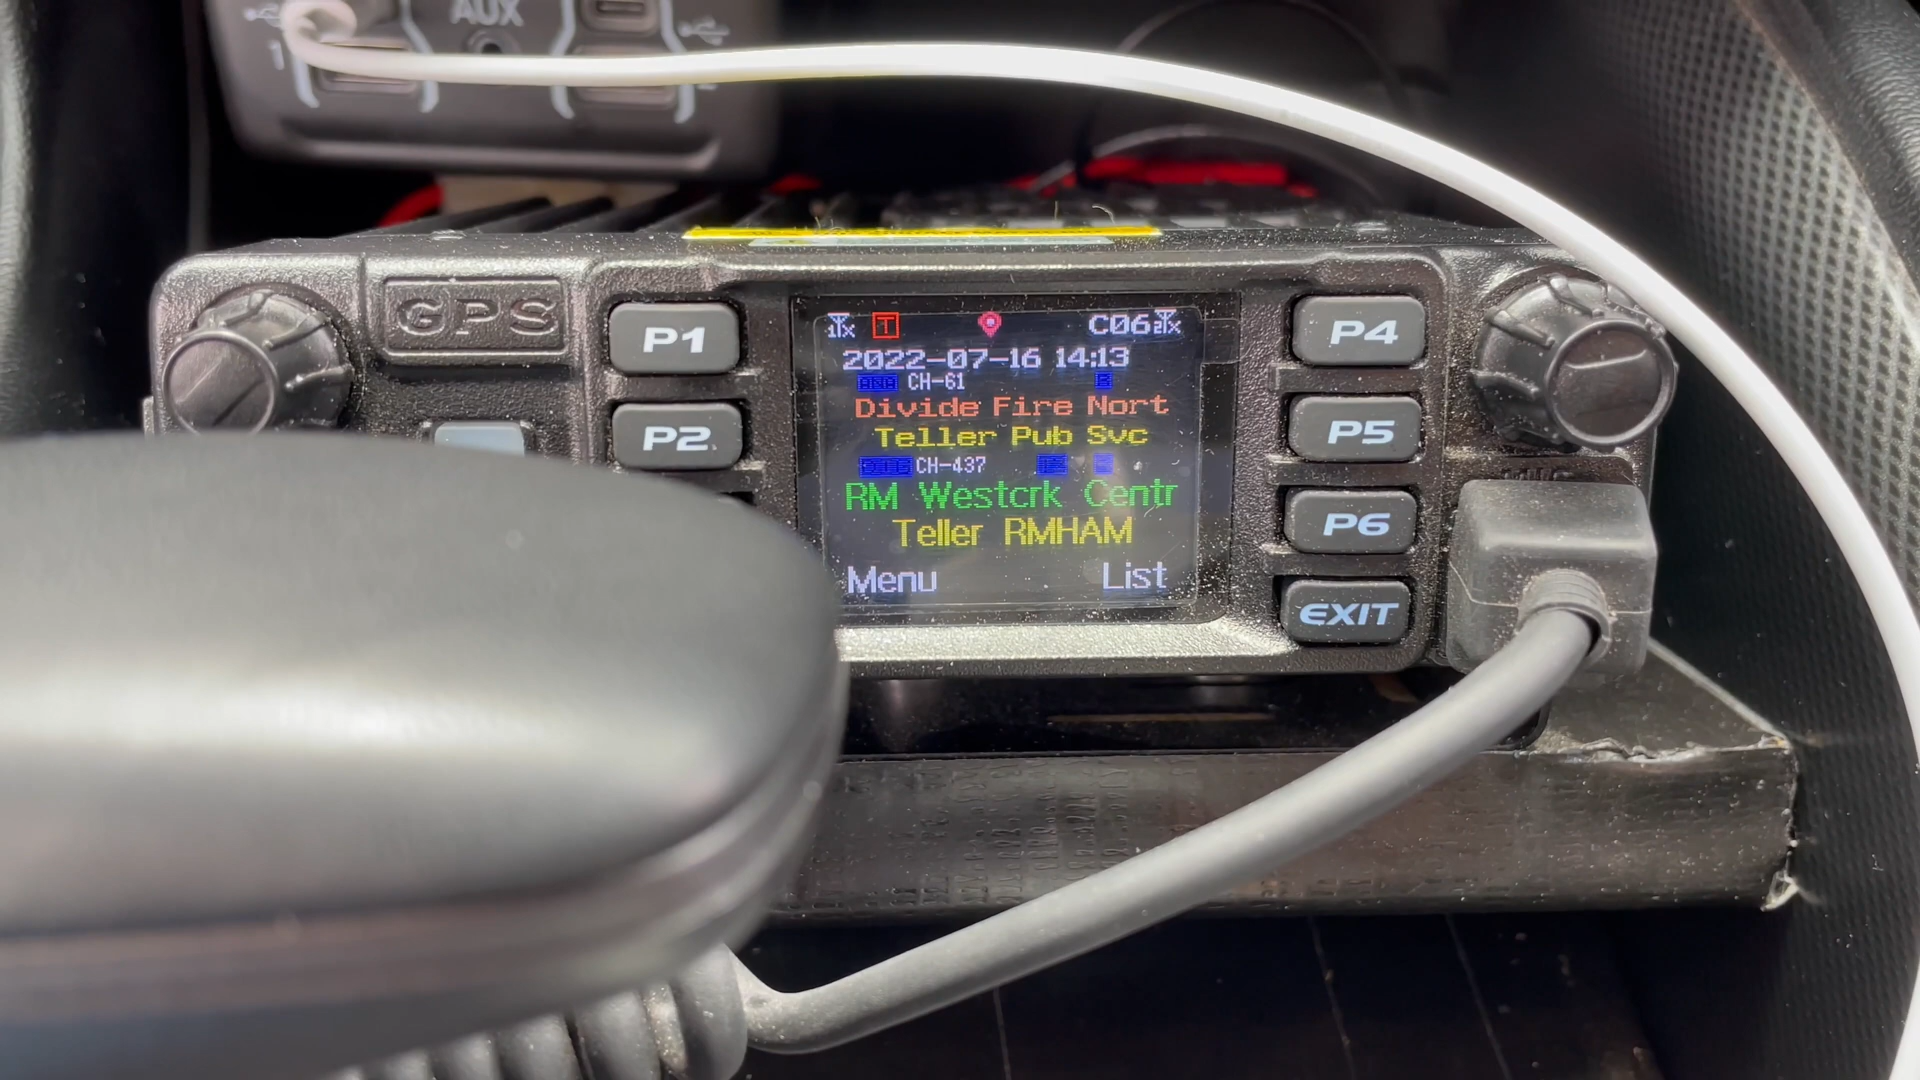 AUX
1
GPS
P1
P2
P4
P5
P6
EXIT
C06
2022-07-16 14:13
CH-61
Divide Fire Nort
Teller Pub Svc
CH-437
RM Westcrk Centr
Teller RMHAM
Menu List